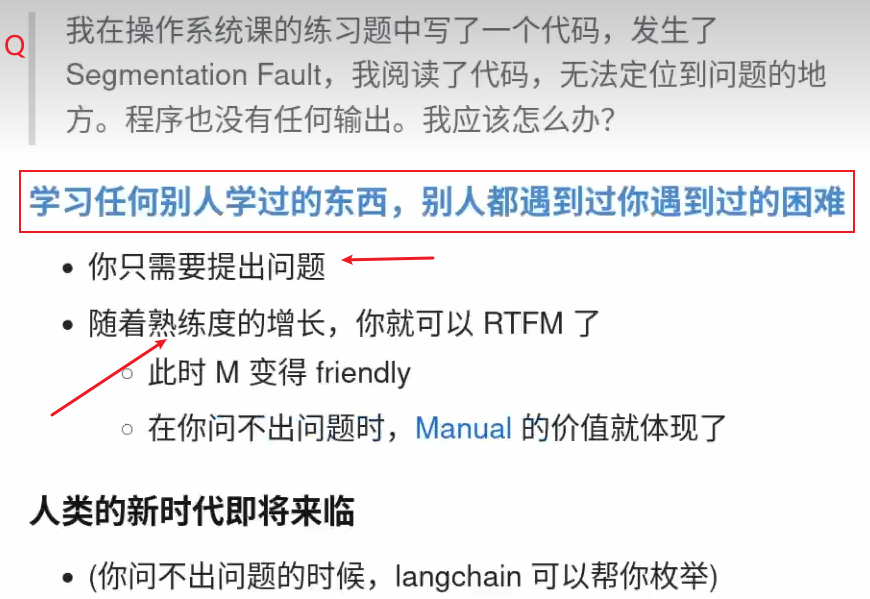 Q
我在操作系统课的练习题中写了一个代码，发生了
Segmentation Fault，我阅读了代码，无法定位到问题的地
方。程序也没有任何输出。我应该怎么办？
学习任何别人学过的东西，别人都遇到过你遇到过的困难
你只需要提出问题
随着熟练度的增长，你就可以 RTFM 了
此时 M 变得 friendly
在你问不出问题时，Manual 的价值就体现了
人类的新时代即将来临
(你问不出问题的时候，langchain 可以帮你枚举)